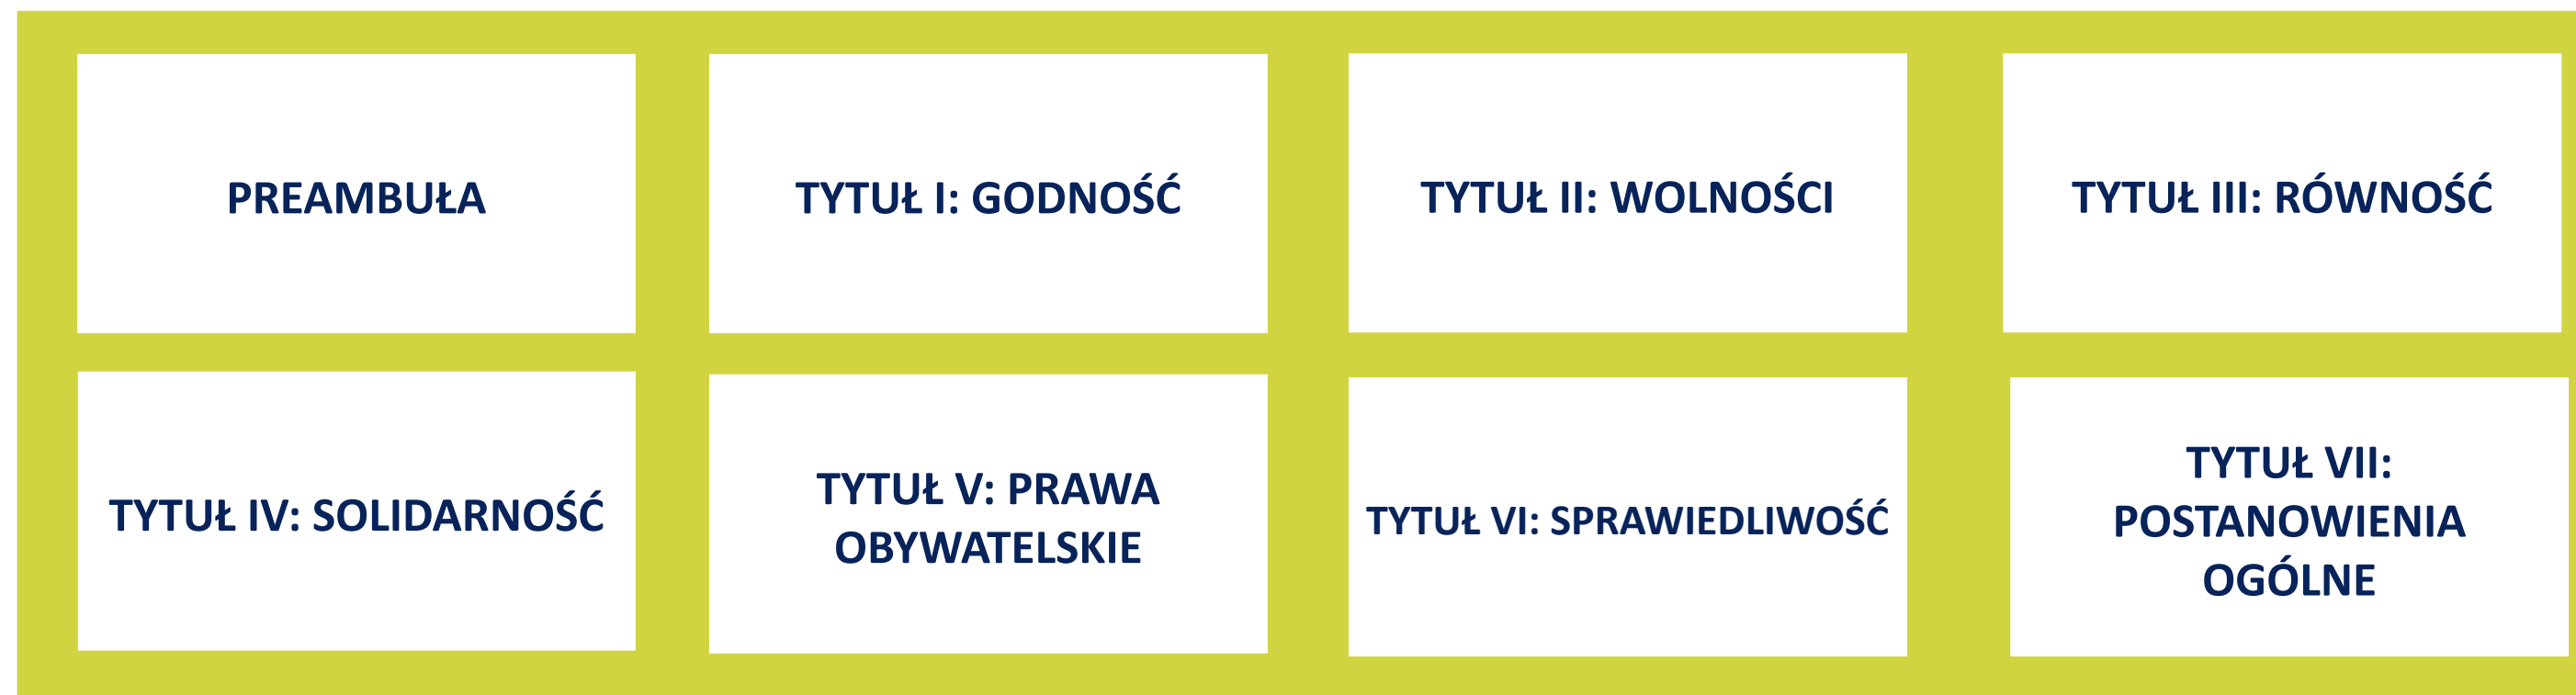 PREAMBUŁA
TYTUŁ I: GODNOŚĆ
TYTUŁ II: WOLNOŚCI
TYTUŁ III: RÓWNOŚĆ
TYTUŁ IV: SOLIDARNOŚĆ
TYTUŁ V: PRAWA
OBYWATELSKIE
TYTUŁ VI: SPRAWIEDLIWOŚĆ
TYTUŁ VII:
POSTANOWIENIA
OGÓLNE